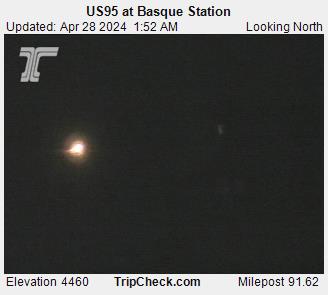 US95 at Basque Station
Updated: Apr 28 2024 1:52 AM Looking North
Elevation 4460 TripCheck.com Milepost 91.62